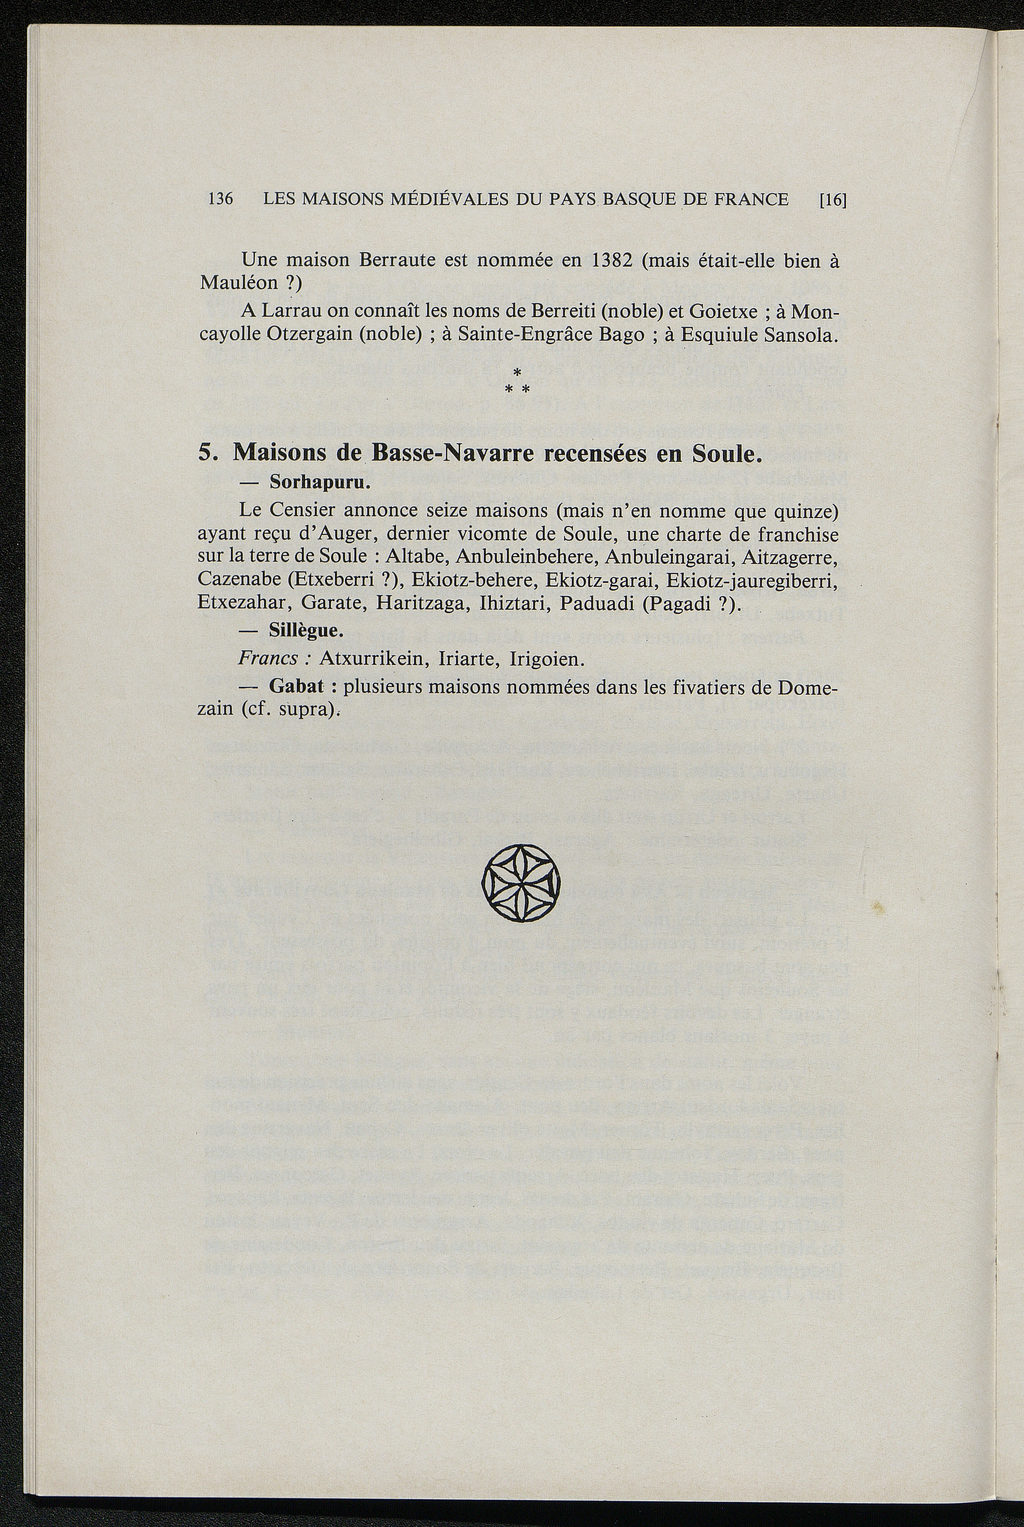 136 LES MAISONS MÉDIÉVALES DU PAYS BASQUE DE FRANCE [16]
Une maison Berraute est nommée en 1382 (mais était-elle bien à
Mauléon ?)
A Larrau on connaît les noms de Berreiti (noble) et Goietxe ; à Mon-
cayolle Otzergain (noble) ; à Sainte-Engrâce Bago ; à Esquiule Sansola.
*
* *
5. Maisons de Basse-Navarre recensées en Soule.
— Sorhapuru.
Le Censier annonce seize maisons (mais n'en nomme que quinze)
ayant reçu d'Auger, dernier vicomte de Soule, une charte de franchise
sur la terre de Soule : Altabe, Anbuleinbehere, Anbuleingarai, Aitzagerre,
Cazenabe (Etxeberri ?), Ekiotz-behere, Ekiotz-garai, Ekiotz-jauregiberri,
Etxezahar, Garate, Haritzaga, Ihiztari, Paduadi (Pagadi ?).
— Sillègue.
Francs : Atxurrikein, Iriarte, Irigoien.
— Gabat : plusieurs maisons nommées dans les fivatiers de Dome-
zain (cf. supra).